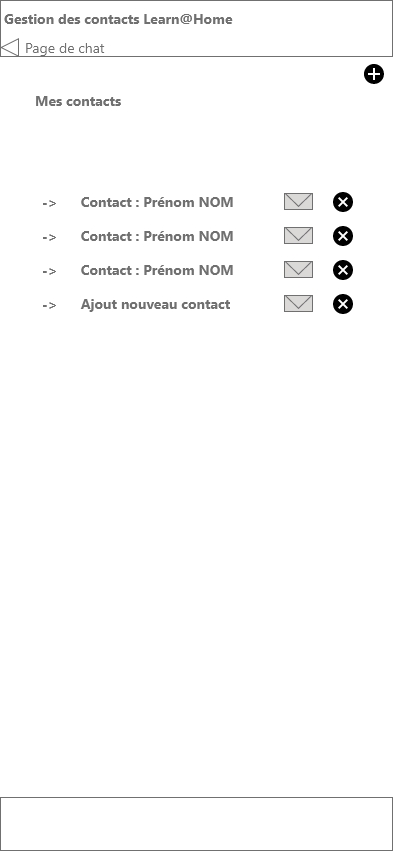 Gestion des contacts Learn@Home
Page de chat
Mes contacts
-> Contact : Prénom NOM
-> Contact : Prénom NOM
-> Contact : Prénom NOM
-> Ajout nouveau contact